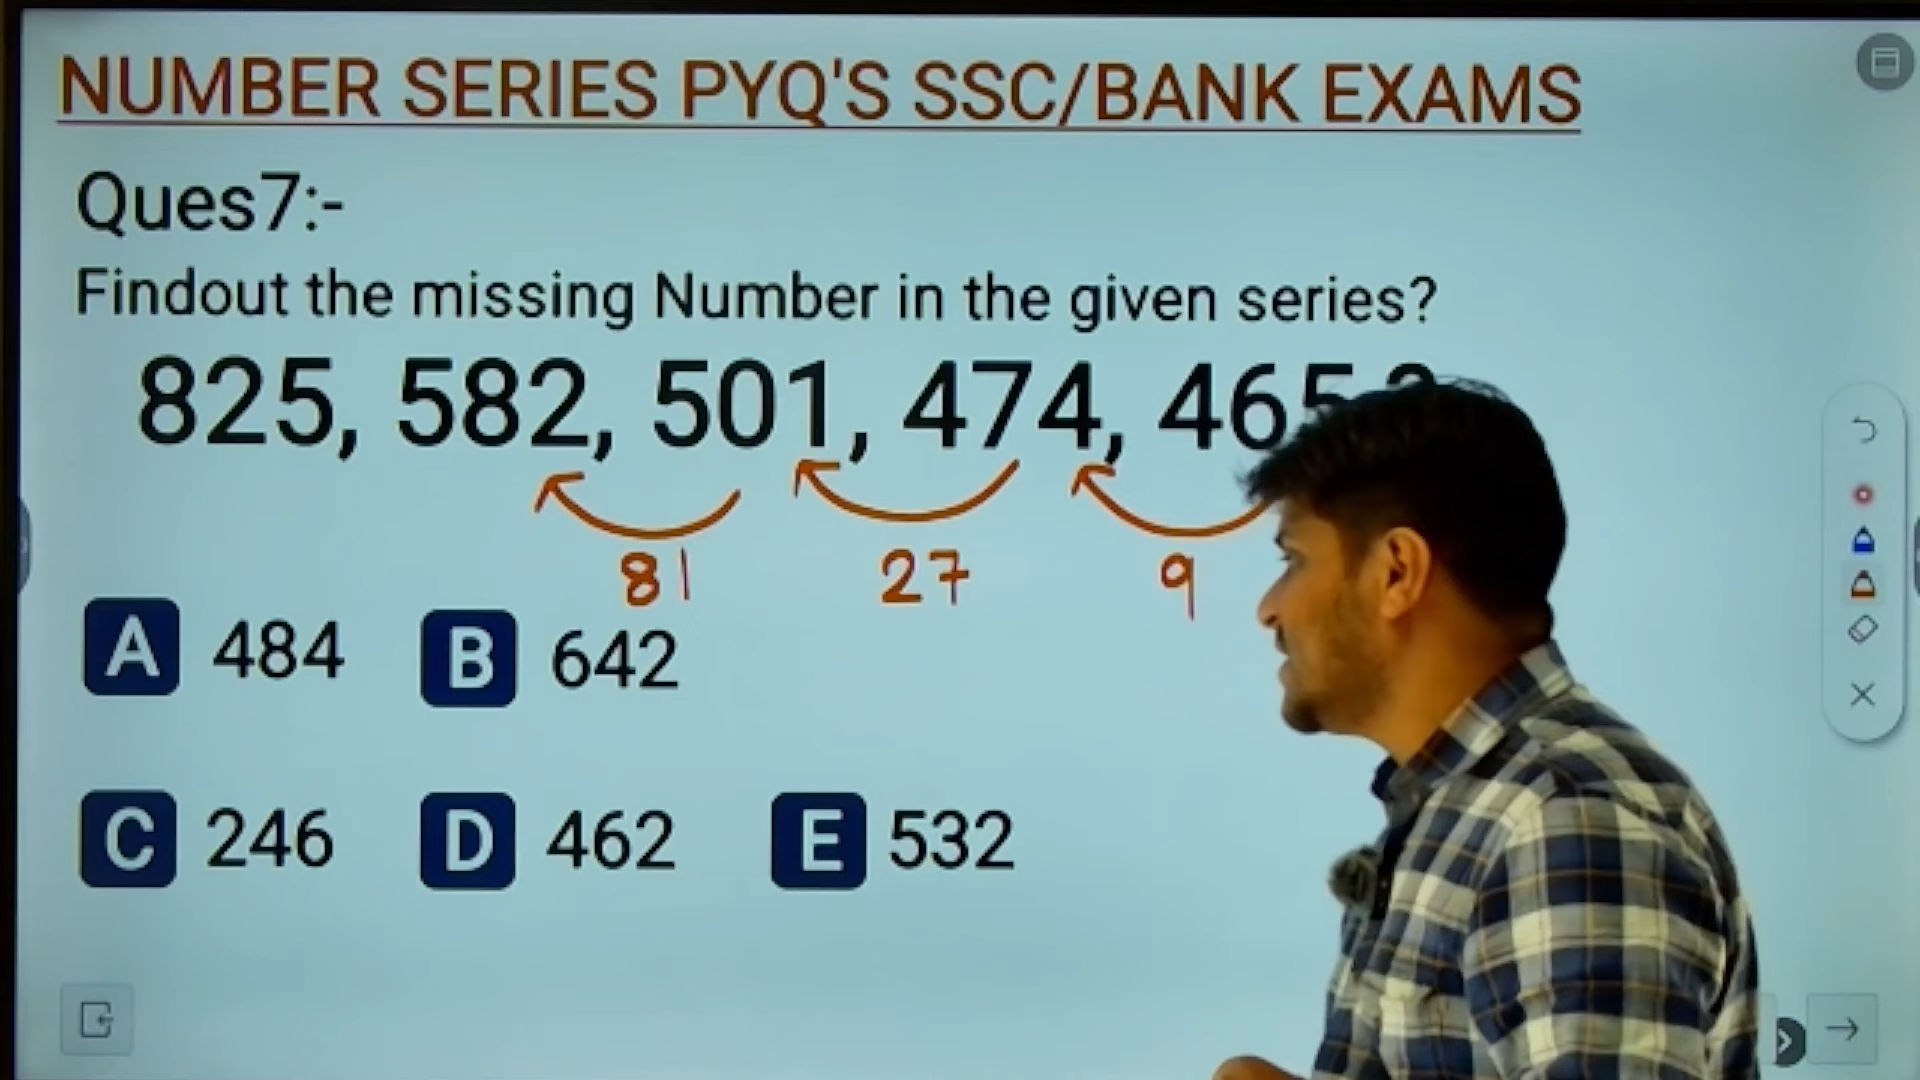 NUMBER SERIES PYQ'S SSC/BANK EXAMS
Ques7:-
Findout the missing Number in the given series?
825, 582, 501, 474, 465
81 27 9
A 484 B 642
C 246 D 462 E 532